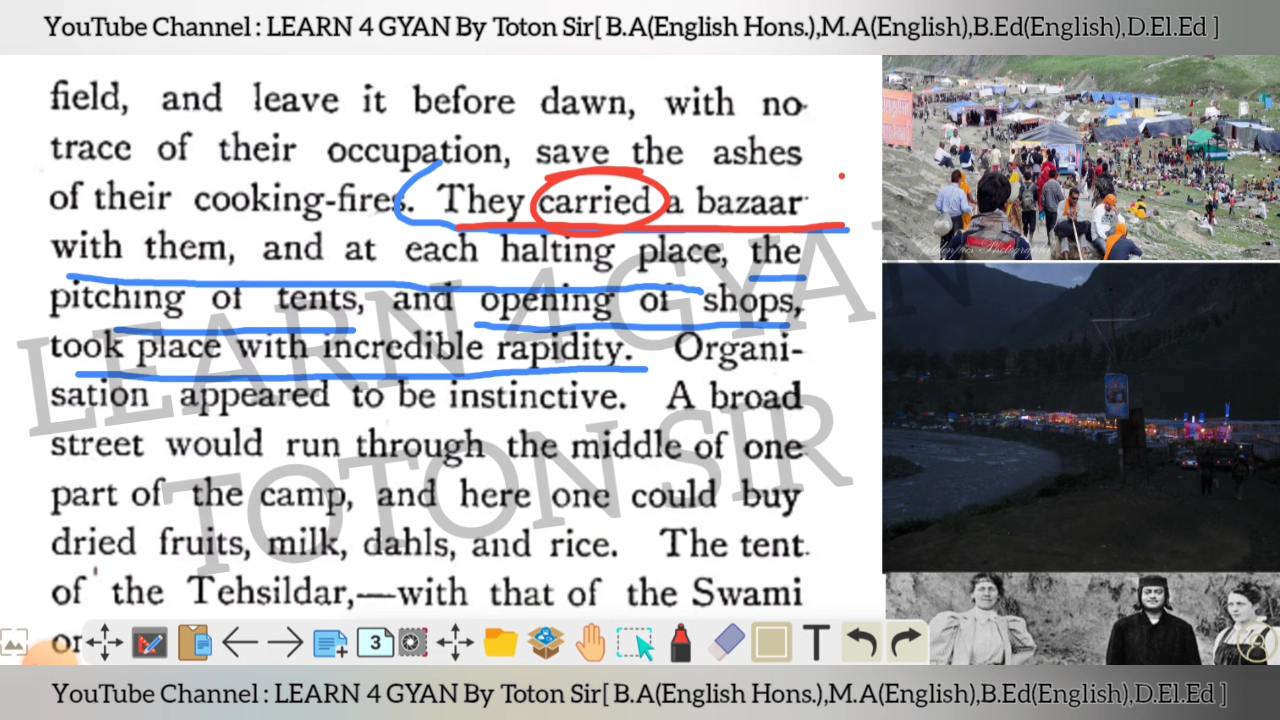 YouTube Channel : LEARN 4 GYAN By Toton Sir[ B.A(English Hons.),M.A(English),B.Ed(English),D.El.Ed ]
field, and leave it before dawn, with no
trace of their occupation, save the ashes
of their cooking-fires. They carried a bazaar
with them, and at each halting place, the
pitching of tents, and opening of shops,
took place with incredible rapidity. Organi-
sation appeared to be instinctive. A broad
street would run through the middle of one
part of the camp, and here one could buy
dried fruits, milk, dahls, and rice. The tent
of the Tehsildar,—with that of the Swami
or
LEARN 4 GYAN
TOTON SIR
3
T
YouTube Channel : LEARN 4 GYAN By Toton Sir[ B.A(English Hons.),M.A(English),B.Ed(English),D.El.Ed ]